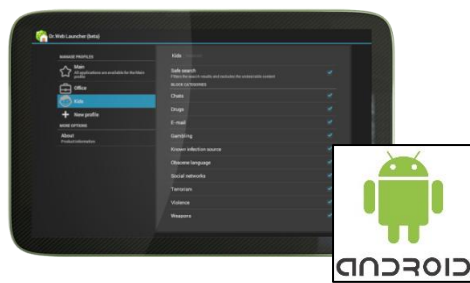 Dr.Web Launcher (beta)
MANAGE PROFILES
Main
All applications are available for the Main
profile
Office
Kids
New profile
MORE OPTIONS
About
Product information
Kids
Safe search
BLOCK CATEGORIES
Chats
Drugs
E-mail
Gambling
Known infection source
Obscene language
Social networks
Terrorism
Violence
Weapons
ANDROID